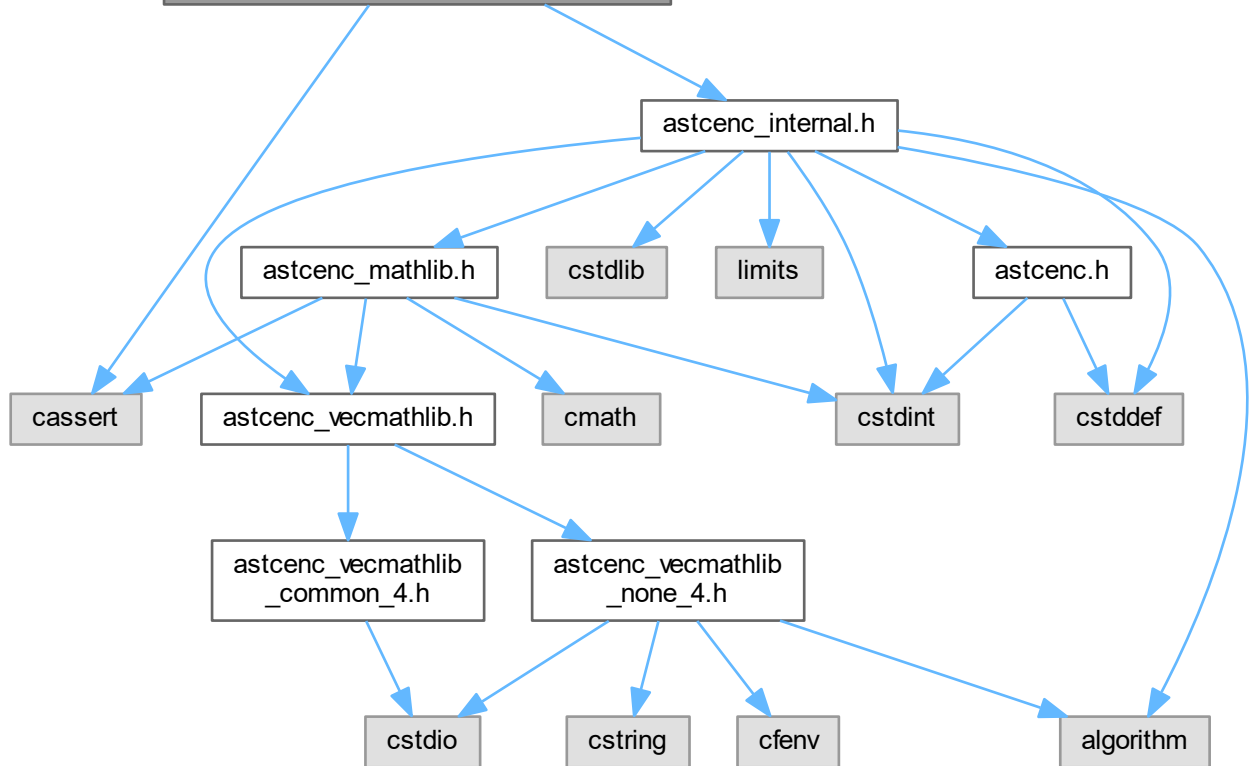 astcenc_internal.h
astcenc_mathlib.h
cstdlib
limits
astcenc.h
cassert
astcenc_vecmathlib.h
cmath
cstdint
cstddef
astcenc_vecmathlib
_common_4.h
astcenc_vecmathlib
_none_4.h
cstdio
cstring
cfenv
algorithm